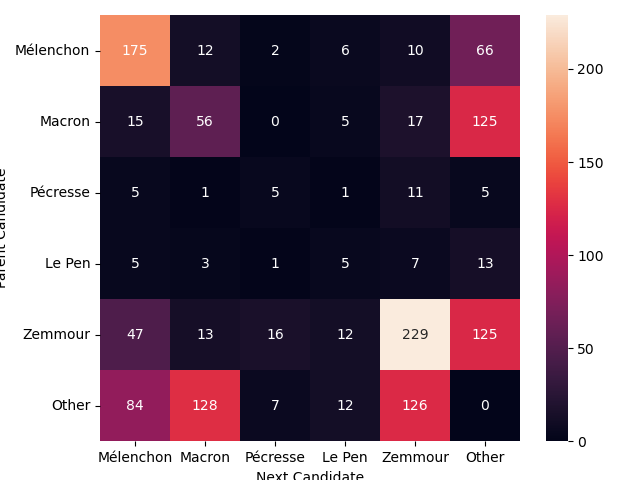 Mélenchon 175 12 2 6 10 66
Macron 15 56 0 5 17 125
Pécresse 5 1 5 1 11 5
Le Pen 5 3 1 5 7 13
Zemmour 47 13 16 12 229 125
Other 84 128 7 12 126 0
Mélenchon Macron Pécresse Le Pen Zemmour Other
Next Candidate
Parent Candidate
200
150
100
50
0